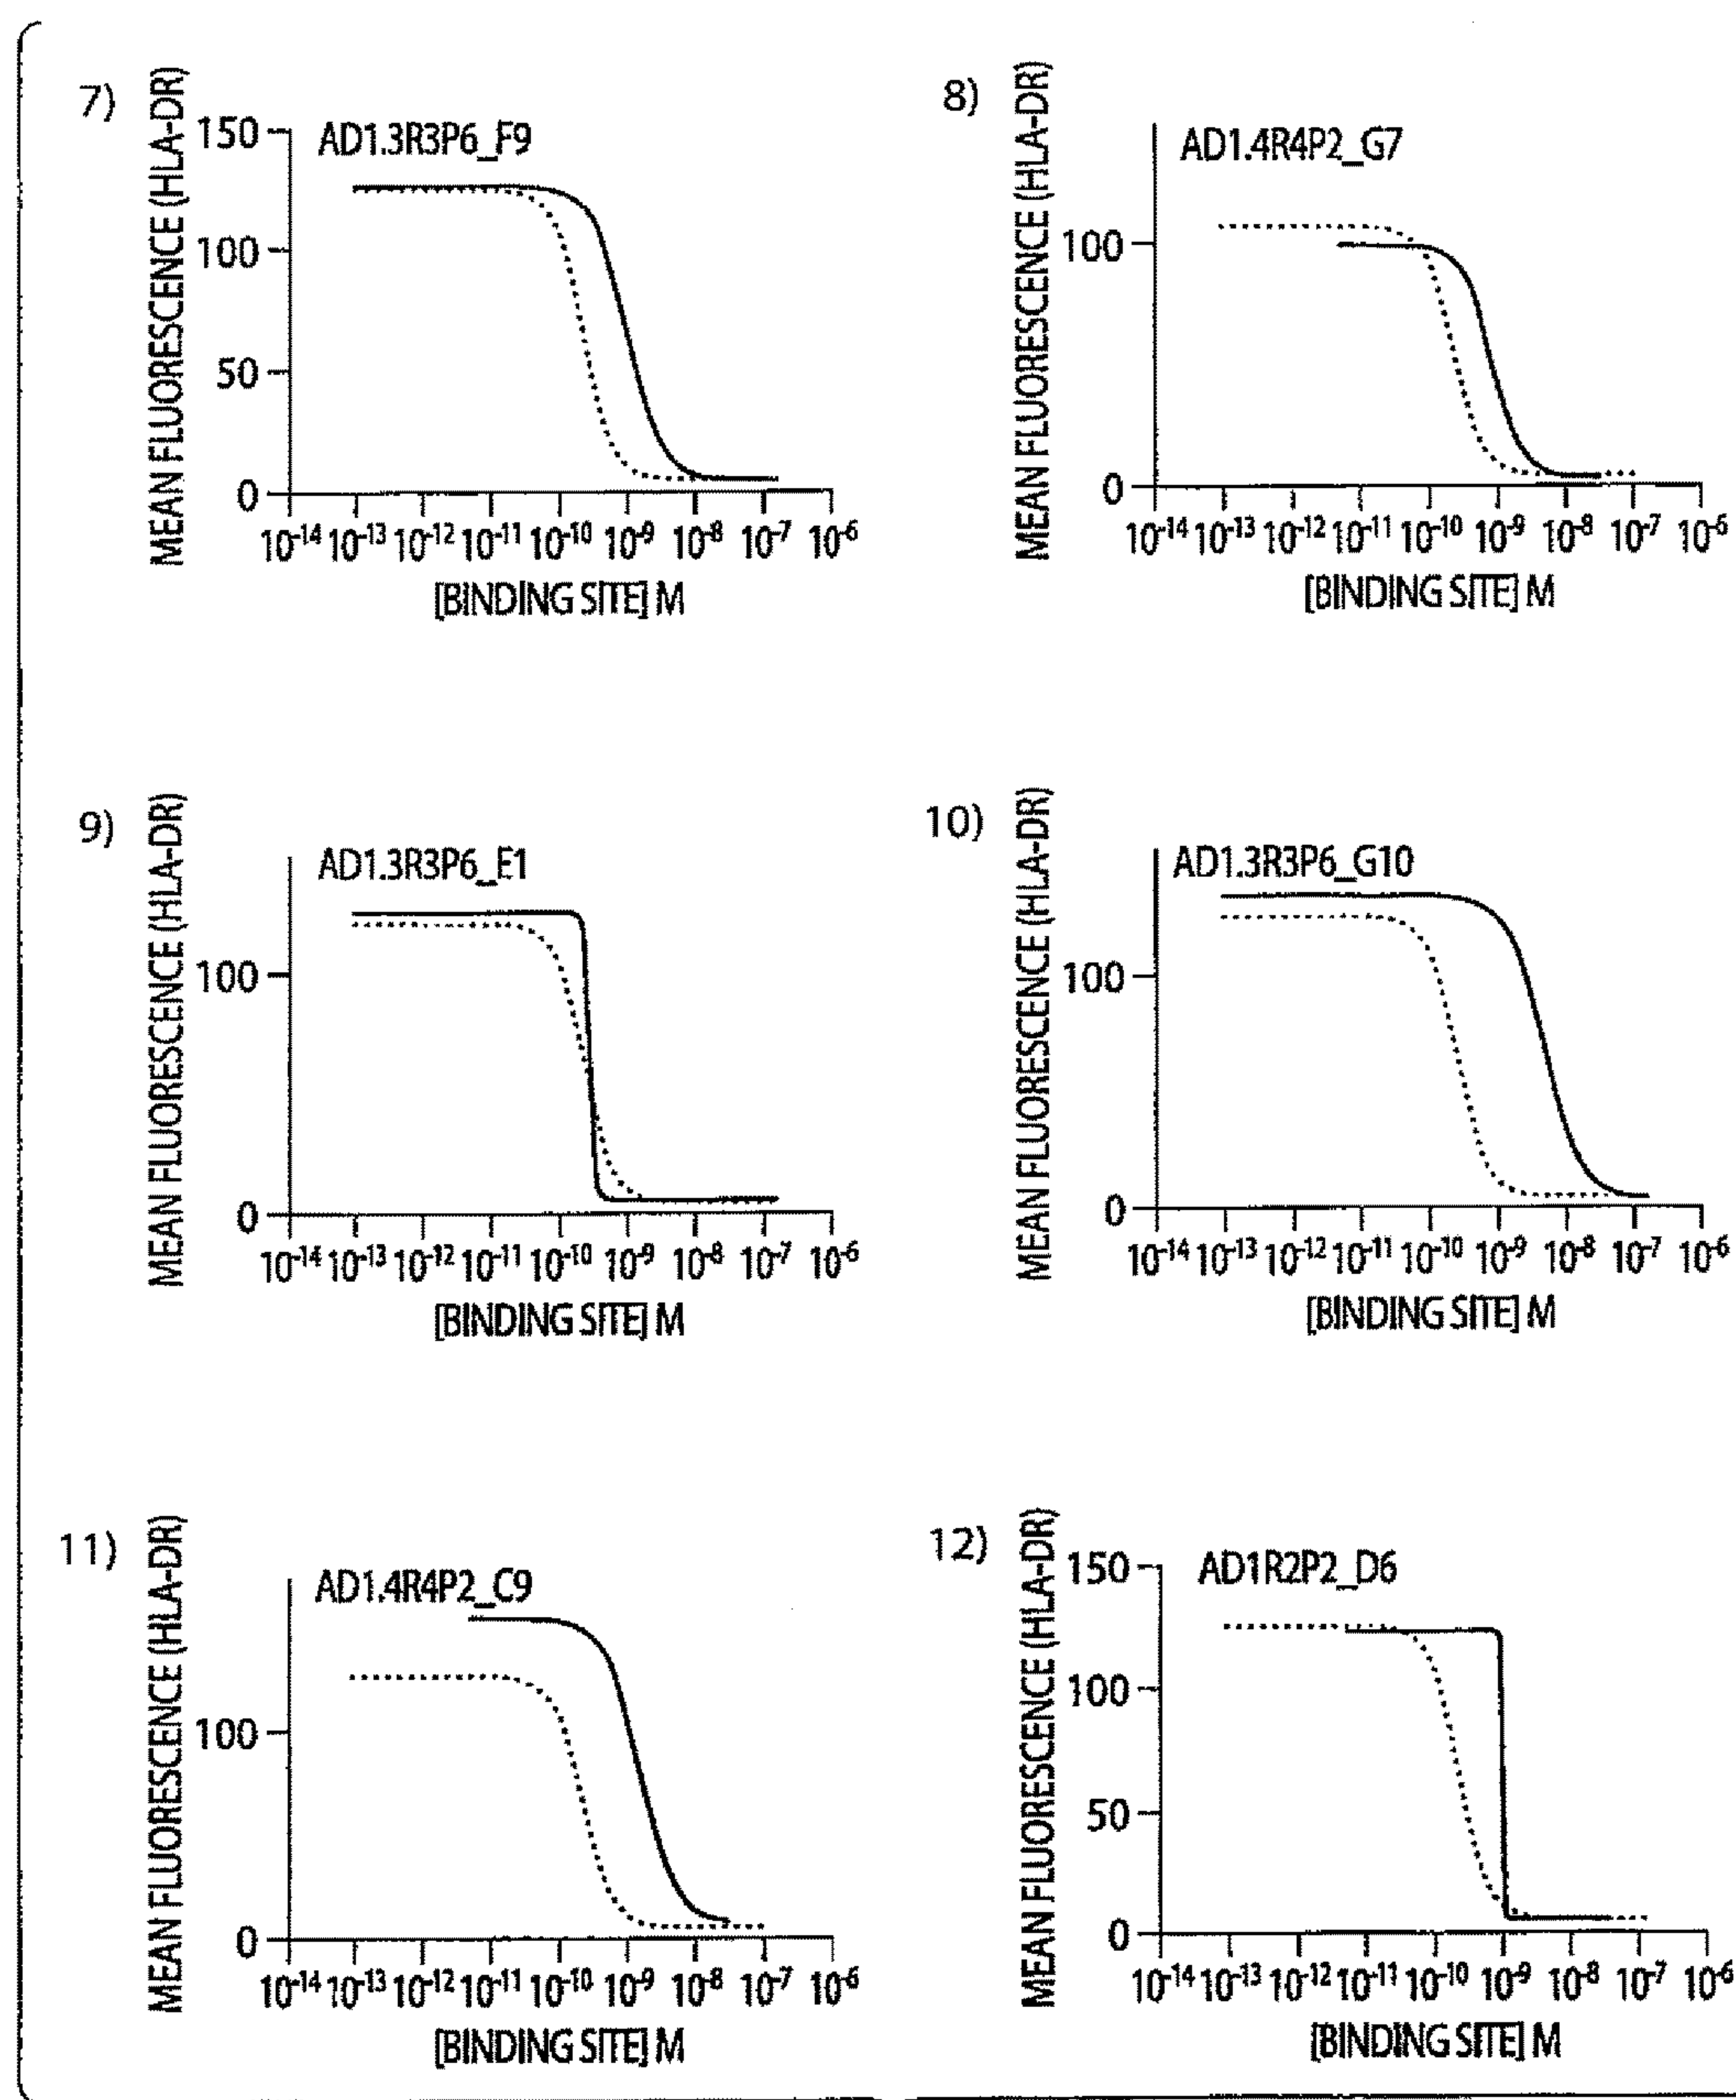 7)
MEAN FLUORESCENCE (HLA-DR)
150
100
50
0
AD1.3R3P6_F9
10-14 10-13 10-12 10-11 10-10 10-9 10-8 10-7 10-6
[BINDING SITE] M
8)
MEAN FLUORESCENCE (HLA-DR)
100
0
AD1.4R4P2_G7
10-14 10-13 10-12 10-11 10-10 10-9 10-8 10-7 10-6
[BINDING SITE] M
9)
MEAN FLUORESCENCE (HLA-DR)
100
0
AD1.3R3P6_E1
10-14 10-13 10-12 10-11 10-10 10-9 10-8 10-7 10-6
[BINDING SITE] M
10)
MEAN FLUORESCENCE (HLA-DR)
100
0
AD1.3R3P6_G10
10-14 10-13 10-12 10-11 10-10 10-9 10-8 10-7 10-6
[BINDING SITE] M
11)
MEAN FLUORESCENCE (HLA-DR)
100
0
AD1.4R4P2_C9
10-14 10-13 10-12 10-11 10-10 10-9 10-8 10-7 10-6
[BINDING SITE] M
12)
MEAN FLUORESCENCE (HLA-DR)
150
100
50
0
AD1R2P2_D6
10-14 10-13 10-12 10-11 10-10 10-9 10-8 10-7 10-6
[BINDING SITE] M